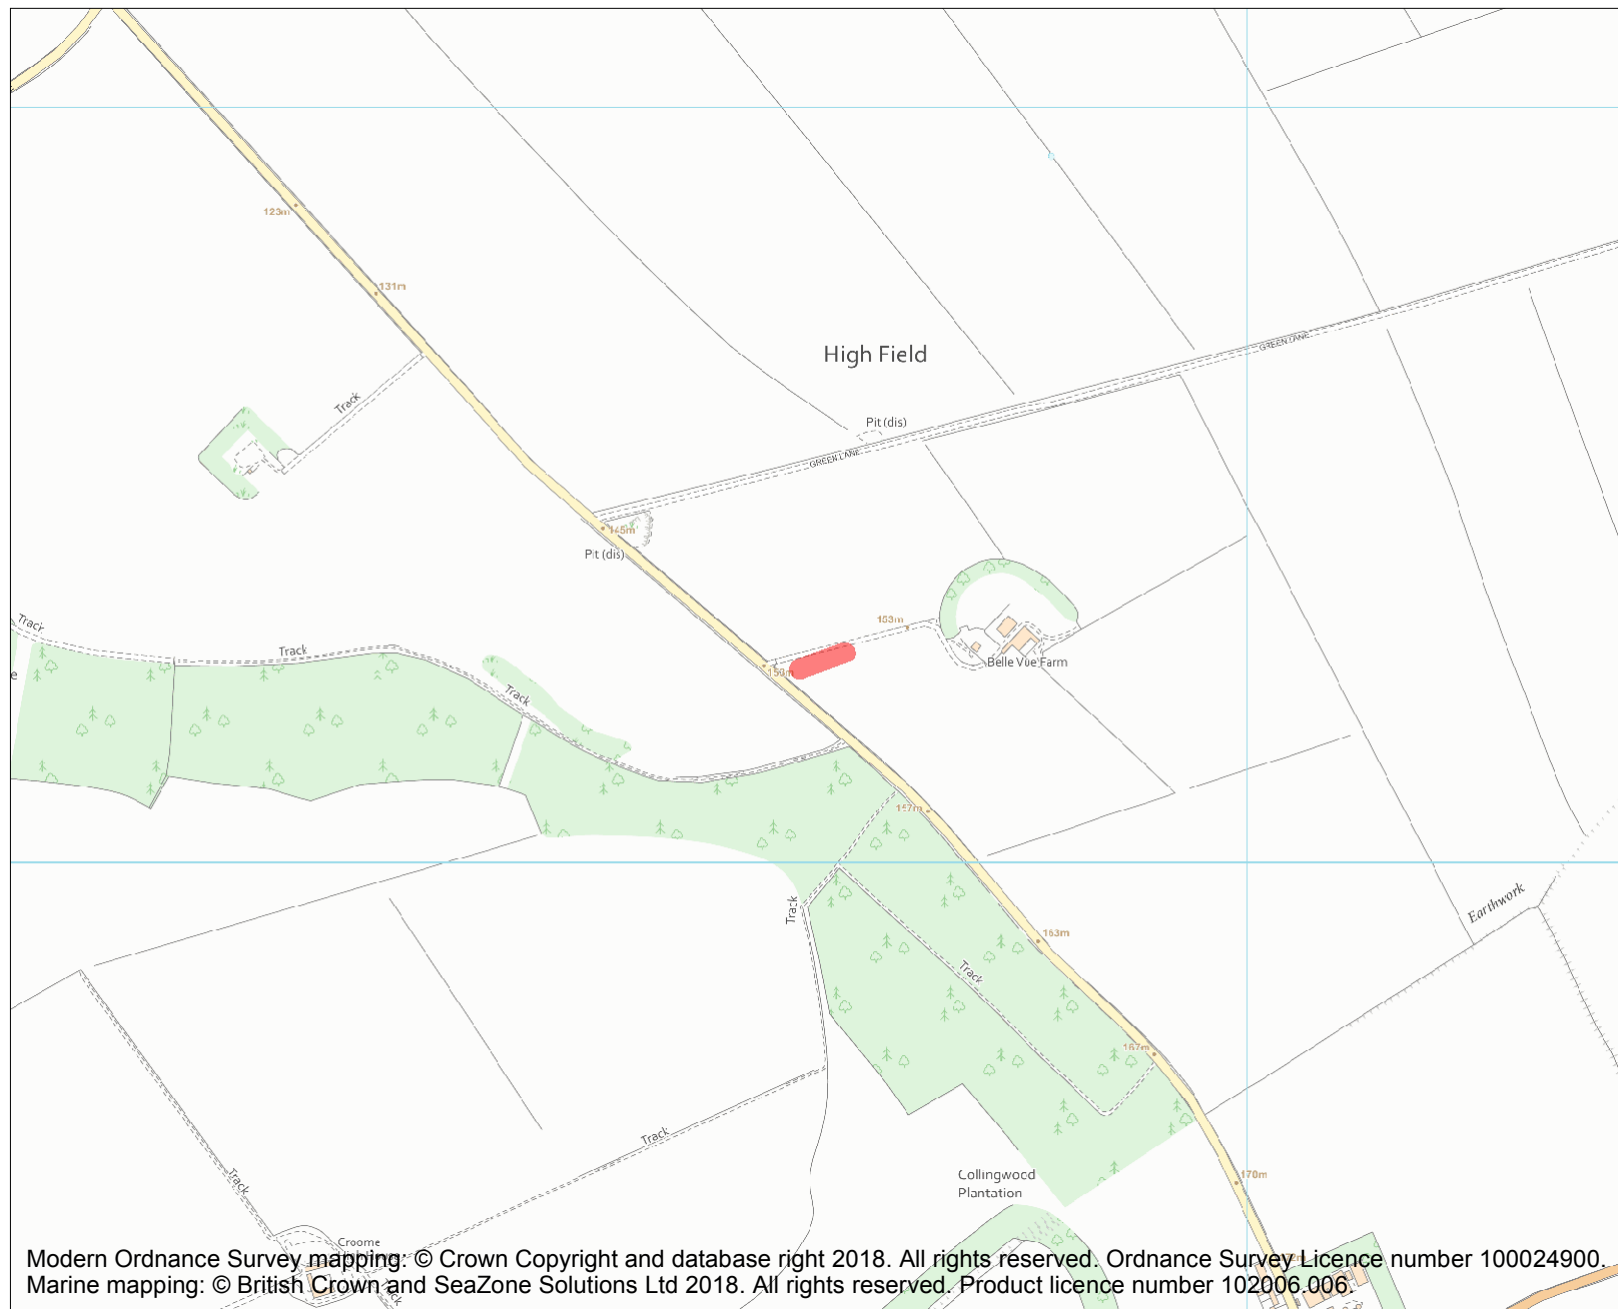 123m
131m
High Field
GREEN LANE
Track
Pit (dis)
GREEN LANE
145m
Pit (dis)
Track
153m
Track
Belle Vue Farm
150m
e
Track
157m
Earthwork
Track
163m
Track
167m
Track
Collingwood
Plantation
170m
Track
Croome
Track
Modern Ordnance Survey mapping: © Crown Copyright and database right 2018. All rights reserved. Ordnance Survey Licence number 100024900.
Marine mapping: © British Crown and SeaZone Solutions Ltd 2018. All rights reserved. Product licence number 102006.006.